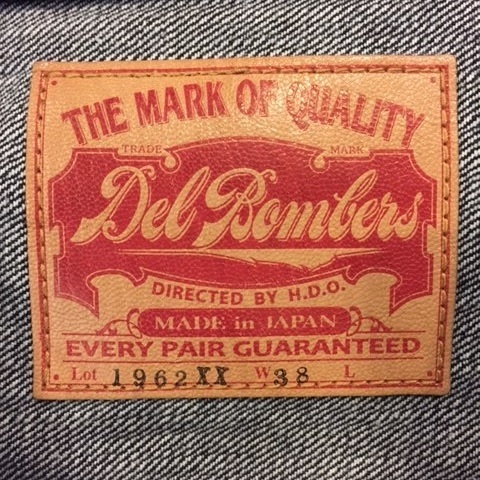 THE MARK OF QUALITY
TRADE MARK
Del Bombers
DIRECTED BY H.D.O.
MADE in JAPAN
EVERY PAIR GUARANTEED
Lot 1962XX W38 L